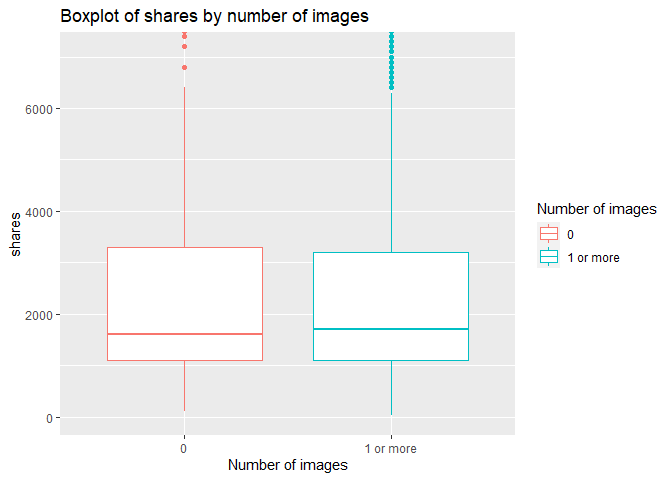 Boxplot of shares by number of images
6000
4000
2000
0
shares
0
1 or more
Number of images
Number of images
0
1 or more